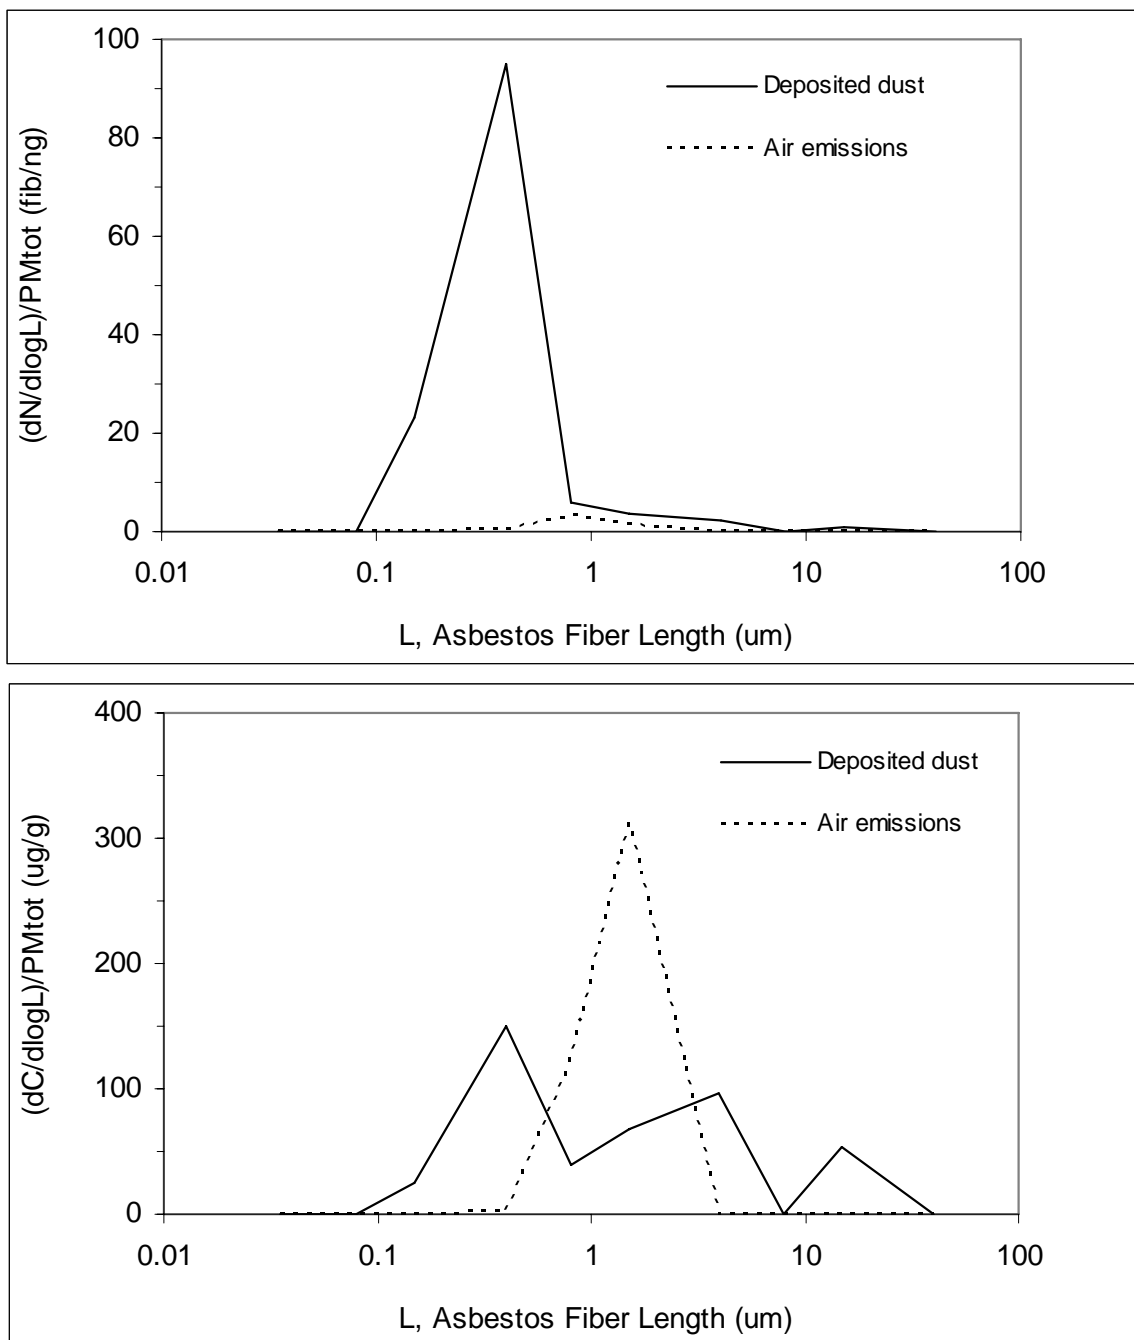 100
80
60
40
20
0
(dN/dlogL)/PMtot (fib/ng)
Deposited dust
Air emissions
0.01 0.1 1 10 100
L, Asbestos Fiber Length (um)
400
300
200
100
0
(dC/dlogL)/PMtot (ug/g)
Deposited dust
Air emissions
0.01 0.1 1 10 100
L, Asbestos Fiber Length (um)